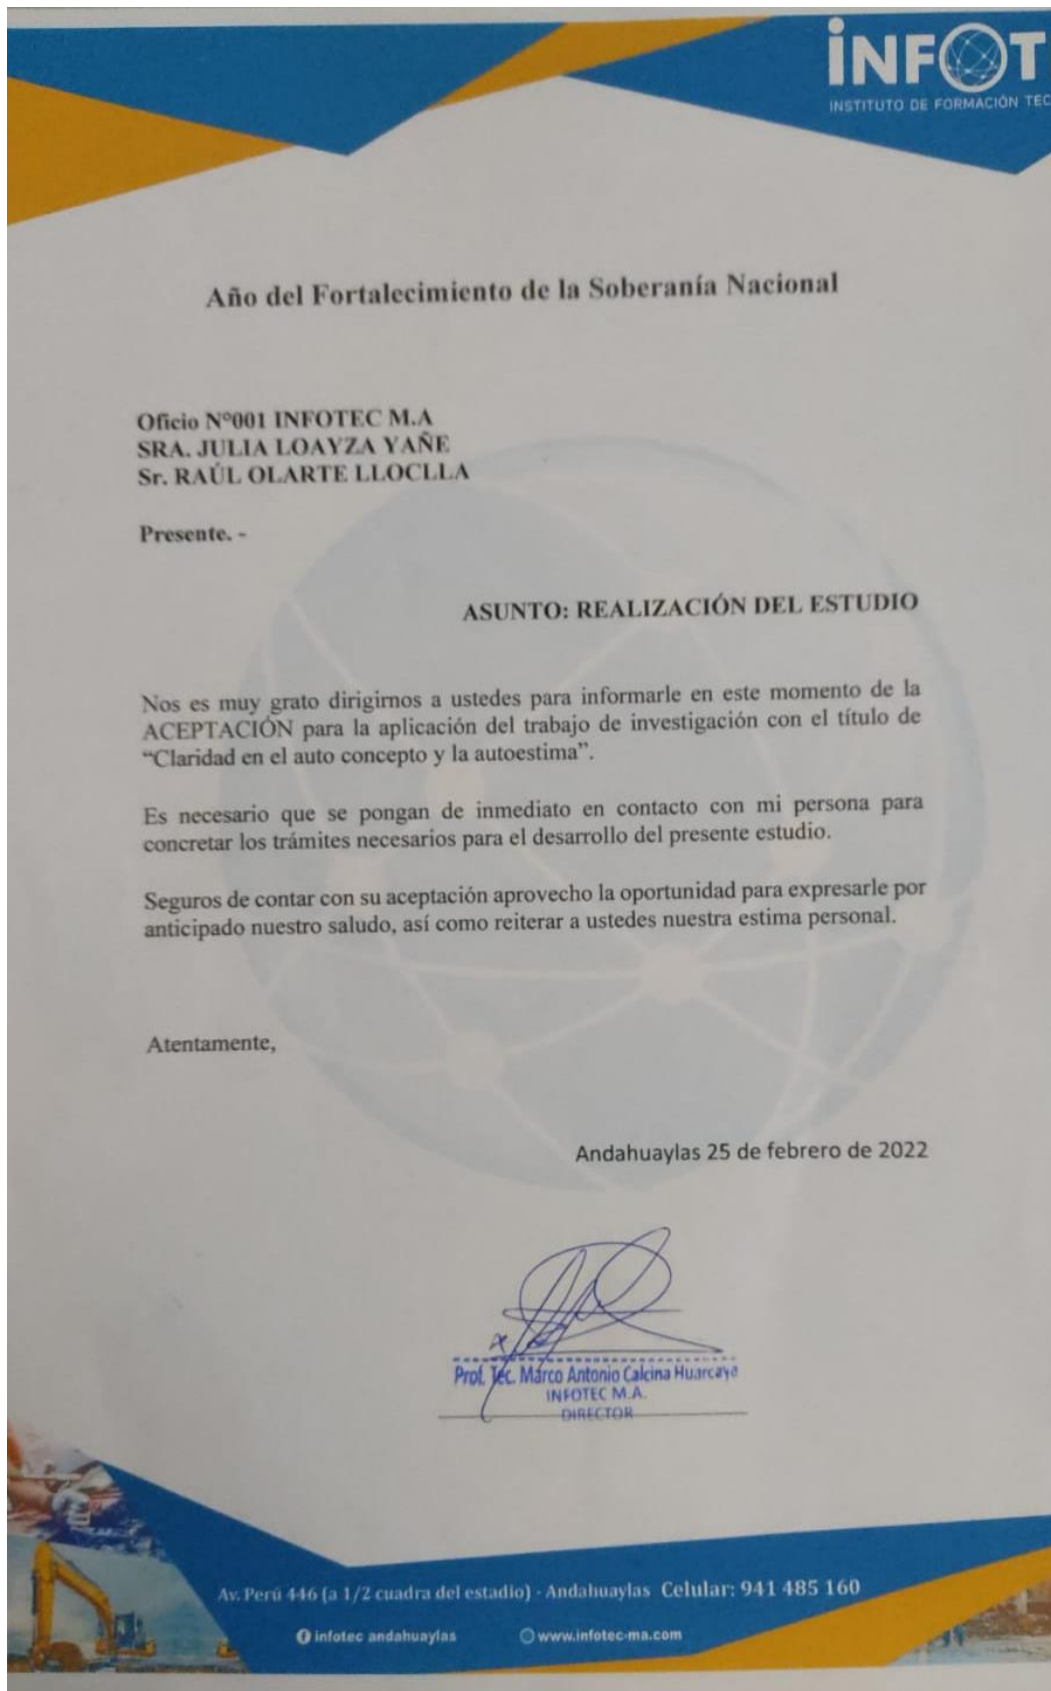 INFOT
INSTITUTO DE FORMACIÓN TEC
Año del Fortalecimiento de la Soberanía Nacional
Oficio N°001 INFOTEC M.A
SRA. JULIA LOAYZA YAÑE
Sr. RAÚL OLARTE LLOCLLA
Presente. -
ASUNTO: REALIZACIÓN DEL ESTUDIO
Nos es muy grato dirigirnos a ustedes para informarle en este momento de la
ACEPTACIÓN para la aplicación del trabajo de investigación con el título de
“Claridad en el auto concepto y la autoestima”.
Es necesario que se pongan de inmediato en contacto con mi persona para
concretar los trámites necesarios para el desarrollo del presente estudio.
Seguros de contar con su aceptación aprovecho la oportunidad para expresarle por
anticipado nuestro saludo, así como reiterar a ustedes nuestra estima personal.
Atentamente,
Andahuaylas 25 de febrero de 2022
Prof. Tec. Marco Antonio Calcina Huarcaya
INFOTEC M.A.
DIRECTOR
Av. Perú 446 (a 1/2 cuadra del estadio) - Andahuaylas Celular: 941 485 160
infotec andahuaylas www.infotec-ma.com